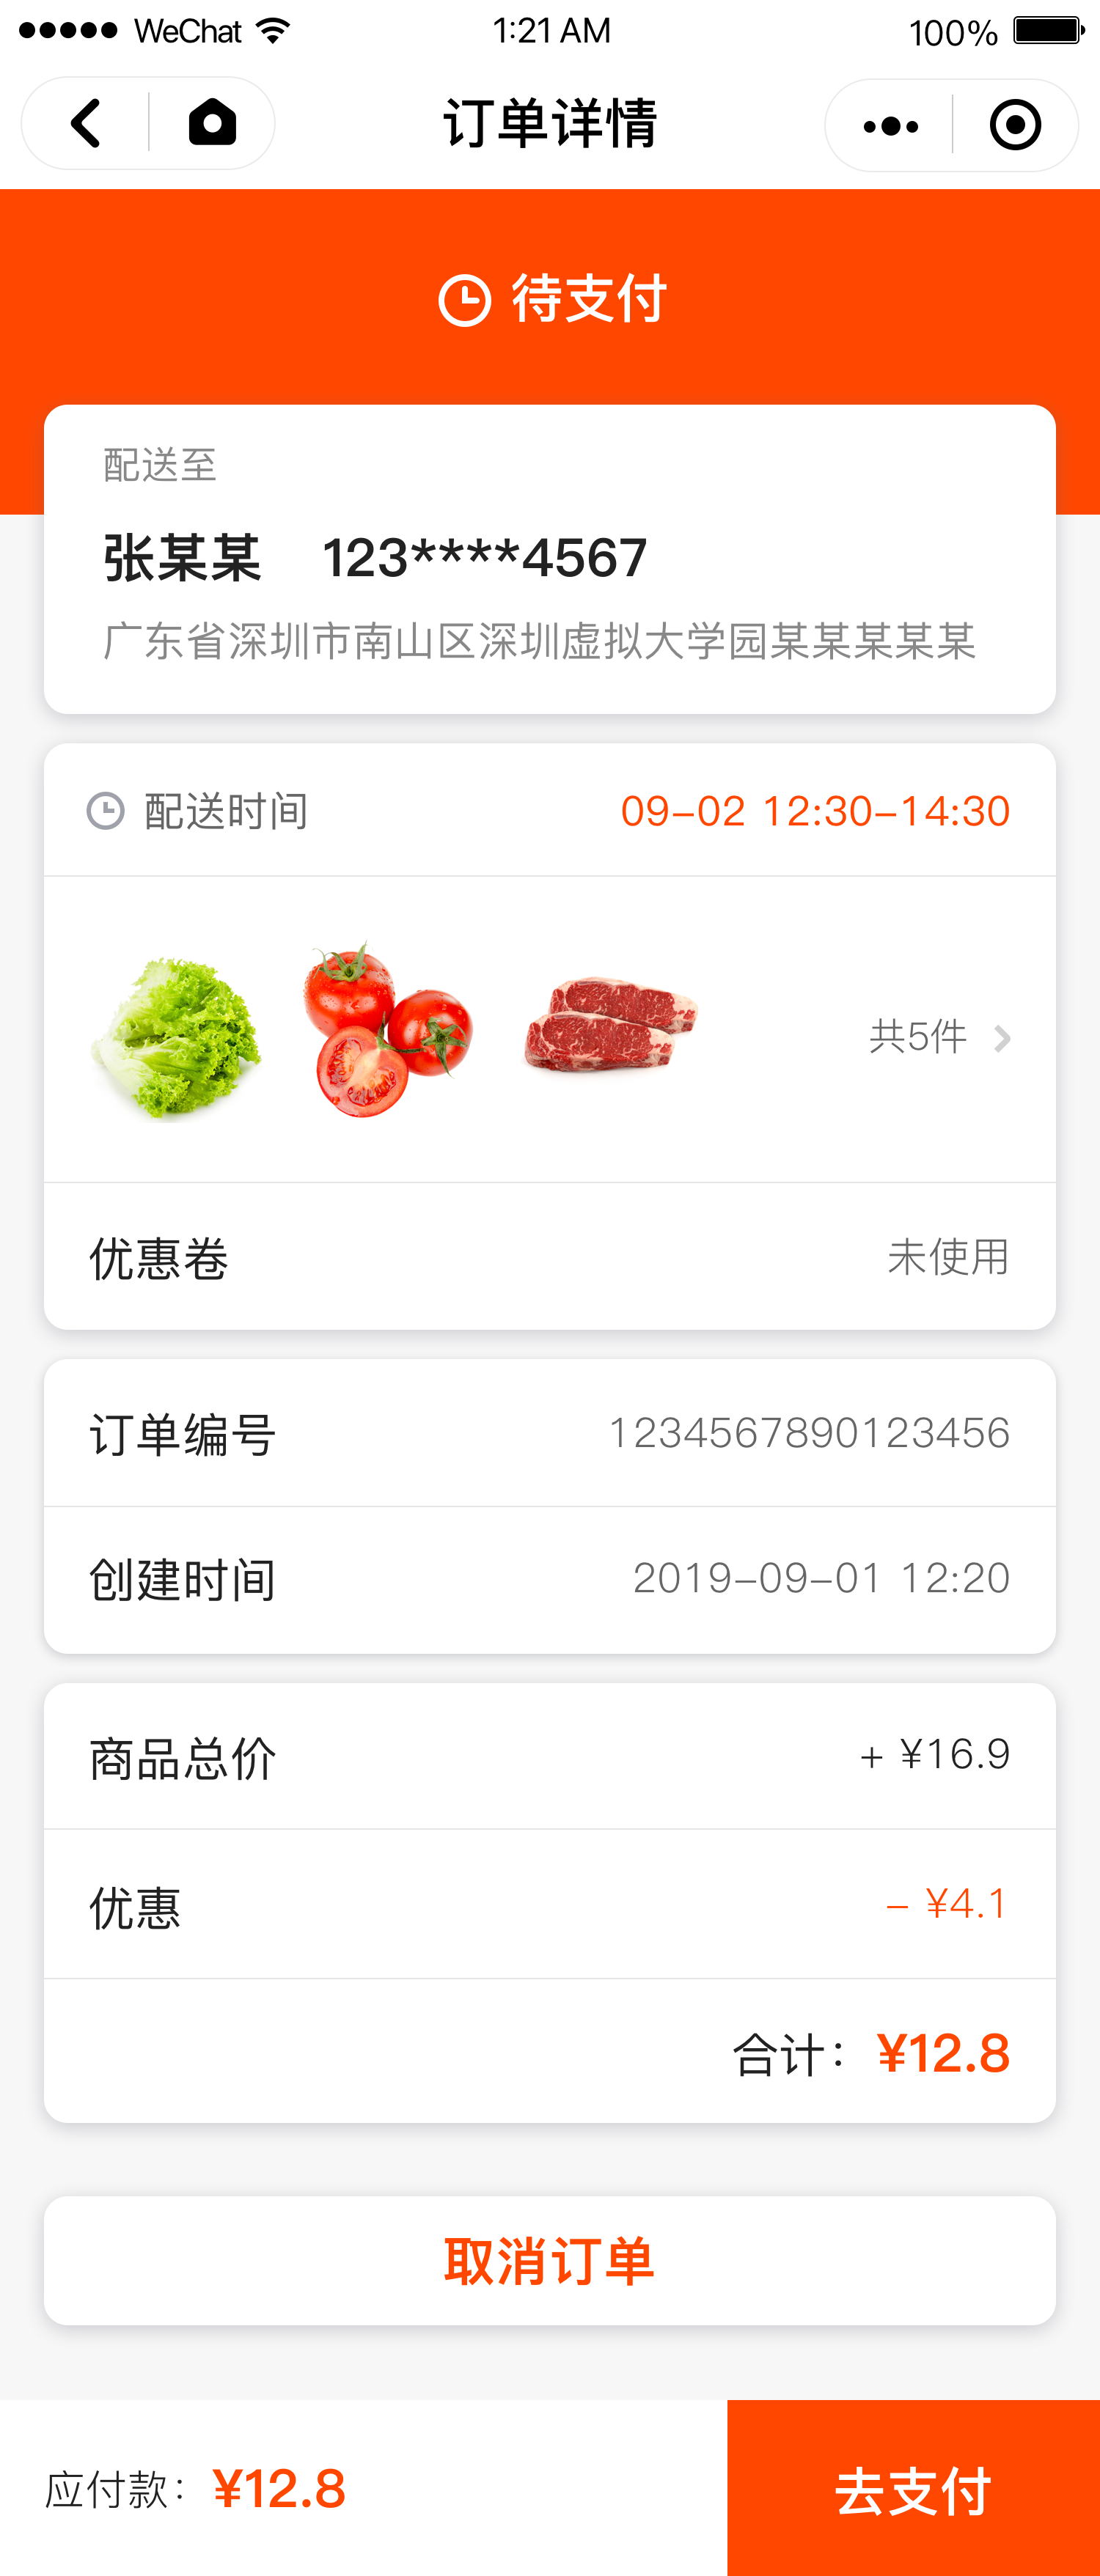 WeChat 1:21 AM 100%
订单详情
待支付
配送至
张某某 123****4567
广东省深圳市南山区深圳虚拟大学园某某某某某
配送时间 09-02 12:30-14:30
共5件
优惠卷 未使用
订单编号 1234567890123456
创建时间 2019-09-01 12:20
商品总价 + ¥16.9
优惠 - ¥4.1
合计：¥12.8
取消订单
应付款：¥12.8 去支付